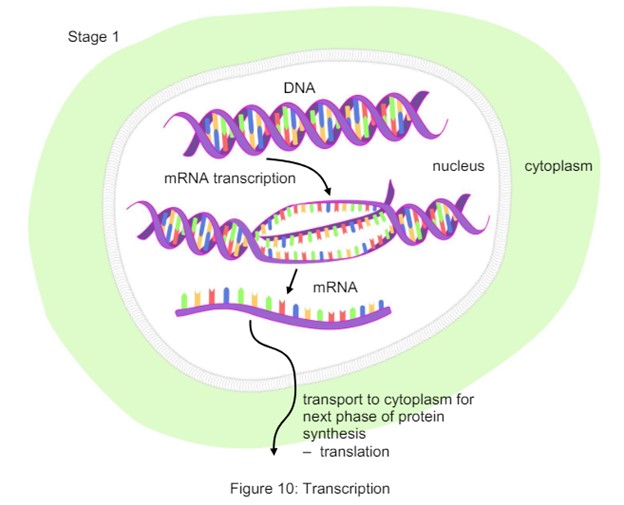 Stage 1
DNA
nucleus
cytoplasm
mRNA transcription
mRNA
transport to cytoplasm for
next phase of protein
synthesis
– translation
Figure 10: Transcription